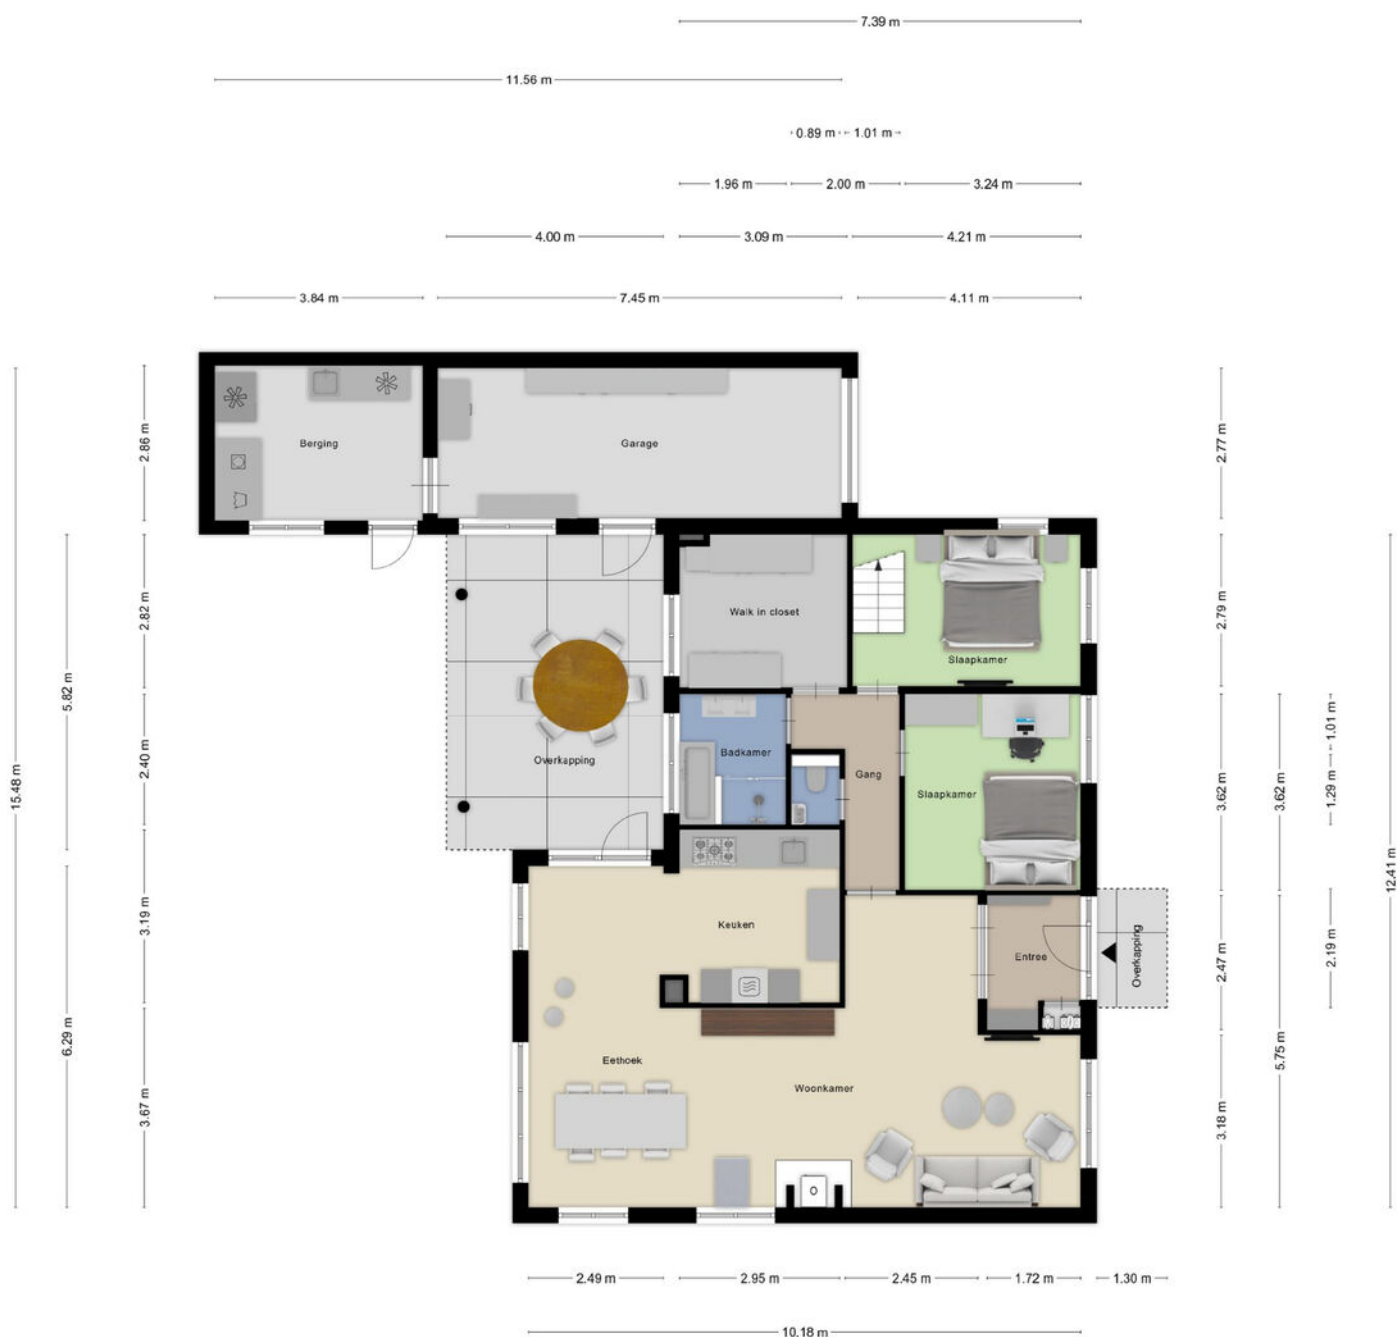 7.39 m
11.56 m
0.89 m 1.01 m
1.96 m 2.00 m 3.24 m
4.00 m 3.09 m 4.21 m
3.84 m 7.45 m 4.11 m
15.48 m
5.82 m
6.29 m
2.86 m
2.82 m
2.40 m
3.19 m
3.67 m
Berging
Garage
Walk in closet
Slaapkamer
Badkamer
Overkapping
Gang
Slaapkamer
Keuken
Entree
Overkapping
Eethoek
Woonkamer
2.77 m
2.79 m
3.62 m
2.47 m
3.18 m
3.62 m
5.75 m
1.01 m
1.29 m
2.19 m
12.41 m
2.49 m 2.95 m 2.45 m 1.72 m 1.30 m
10.18 m